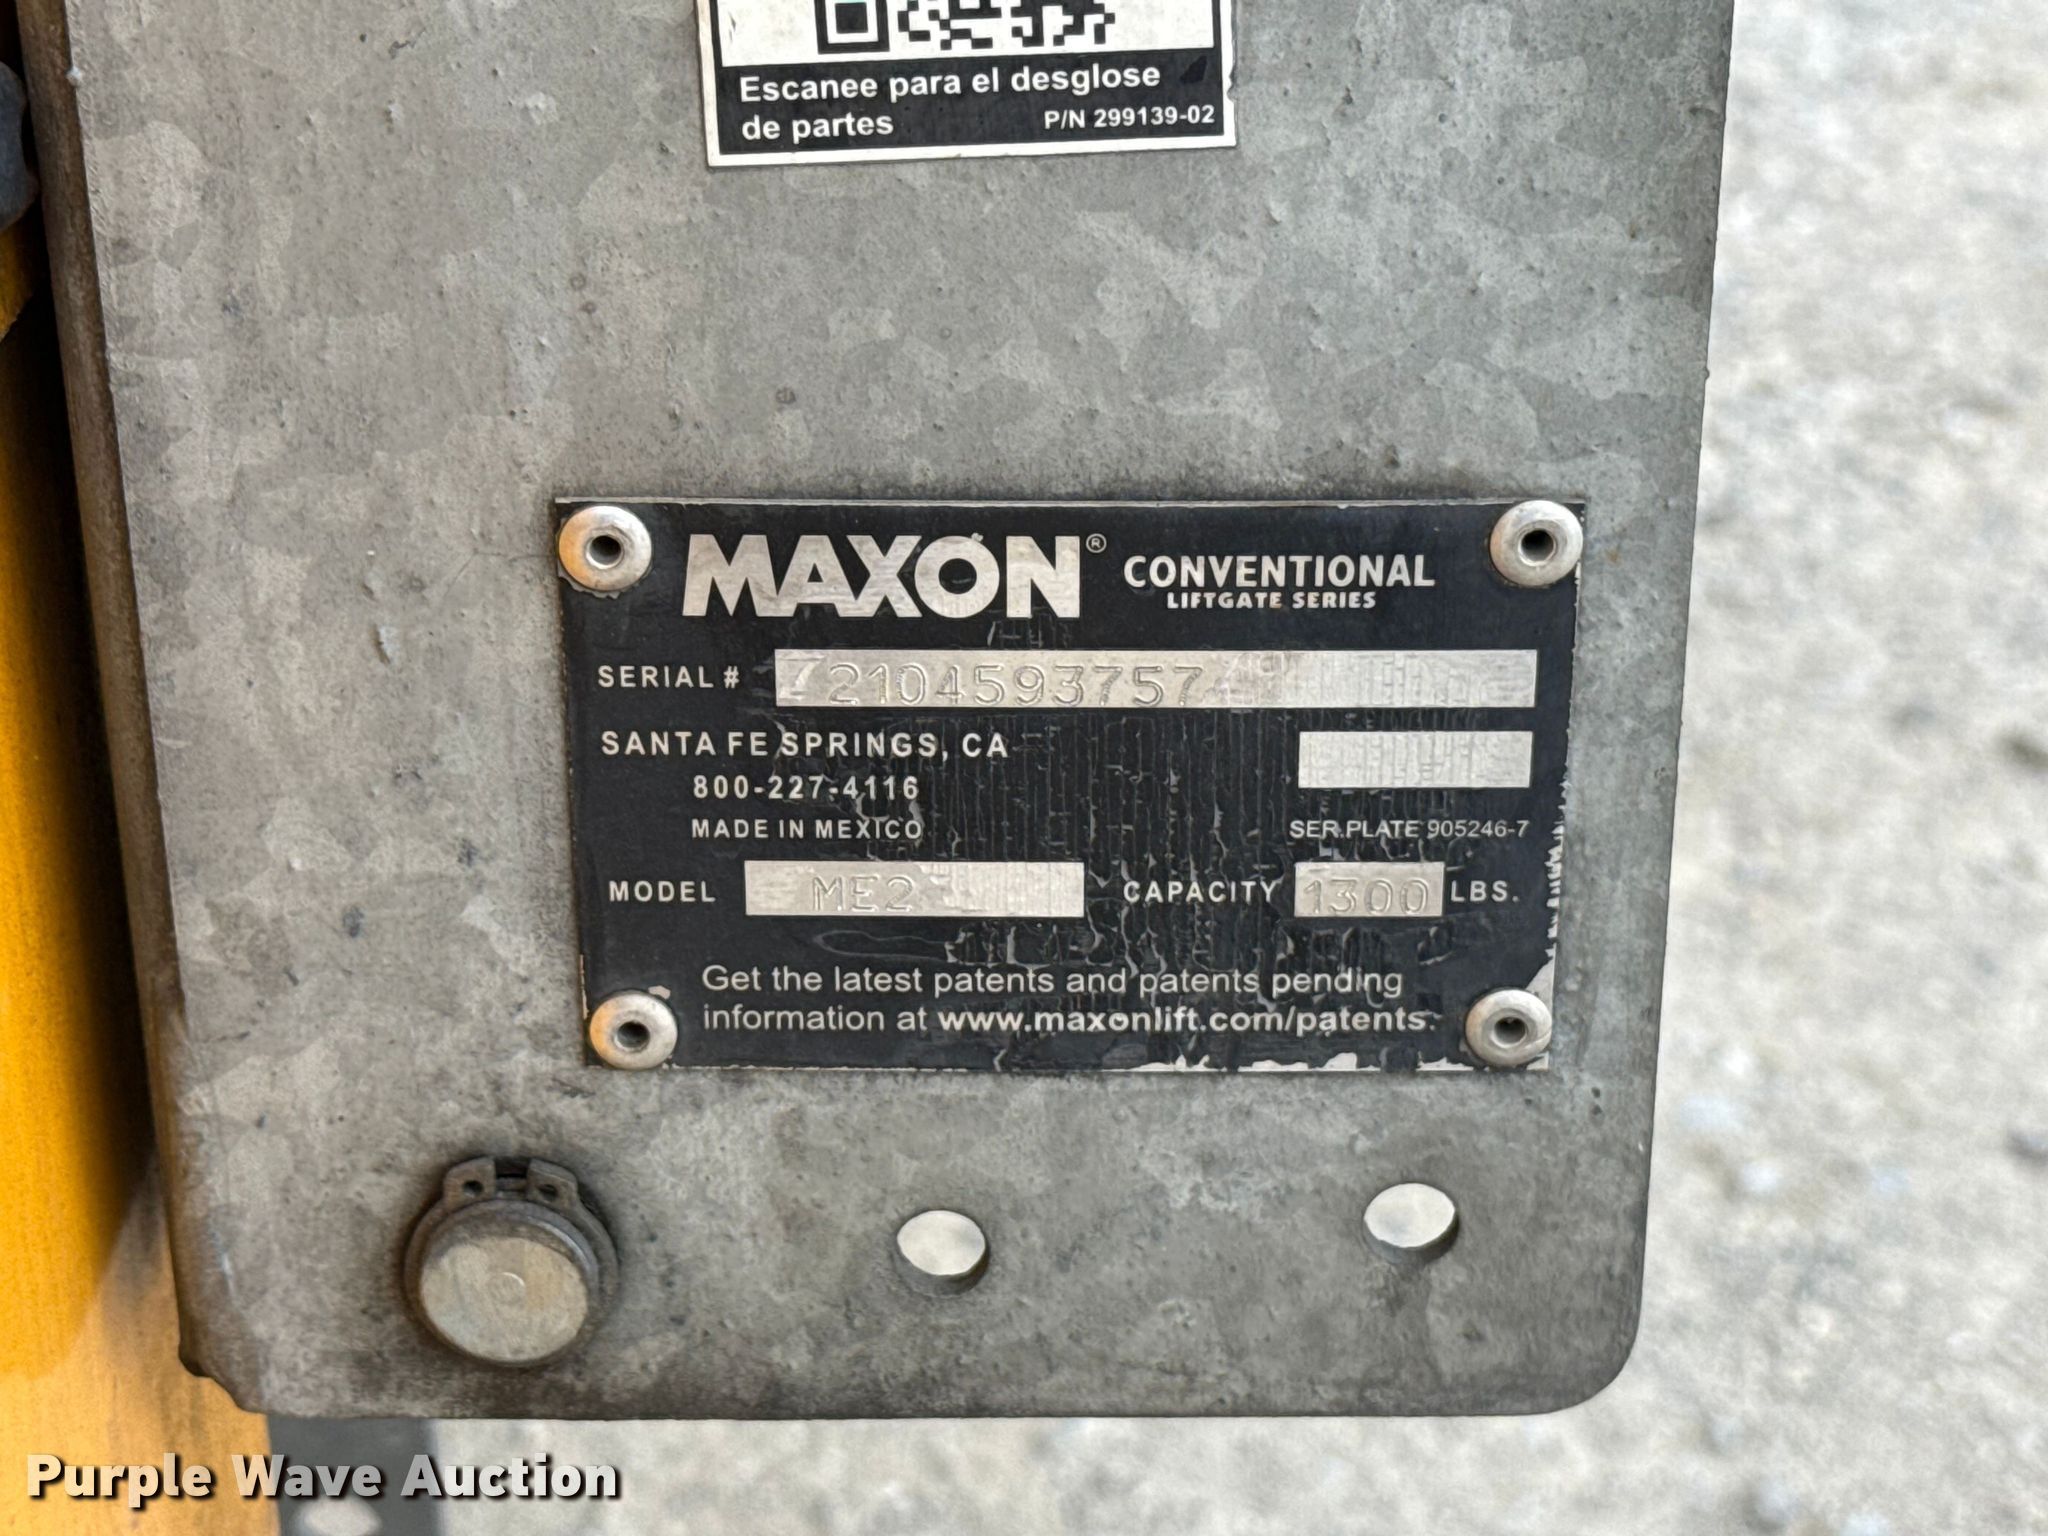 Escanee para el desglose
de partes P/N 299139-02
MAXON® CONVENTIONAL
LIFTGATE SERIES
SERIAL # 72104593757
SANTA FE SPRINGS, CA
800-227-4116
MADE IN MEXICO SER.PLATE 905246-7
MODEL ME2 CAPACITY 1300 LBS.
Get the latest patents and patents pending
information at www.maxonlift.com/patents.
Purple Wave Auction